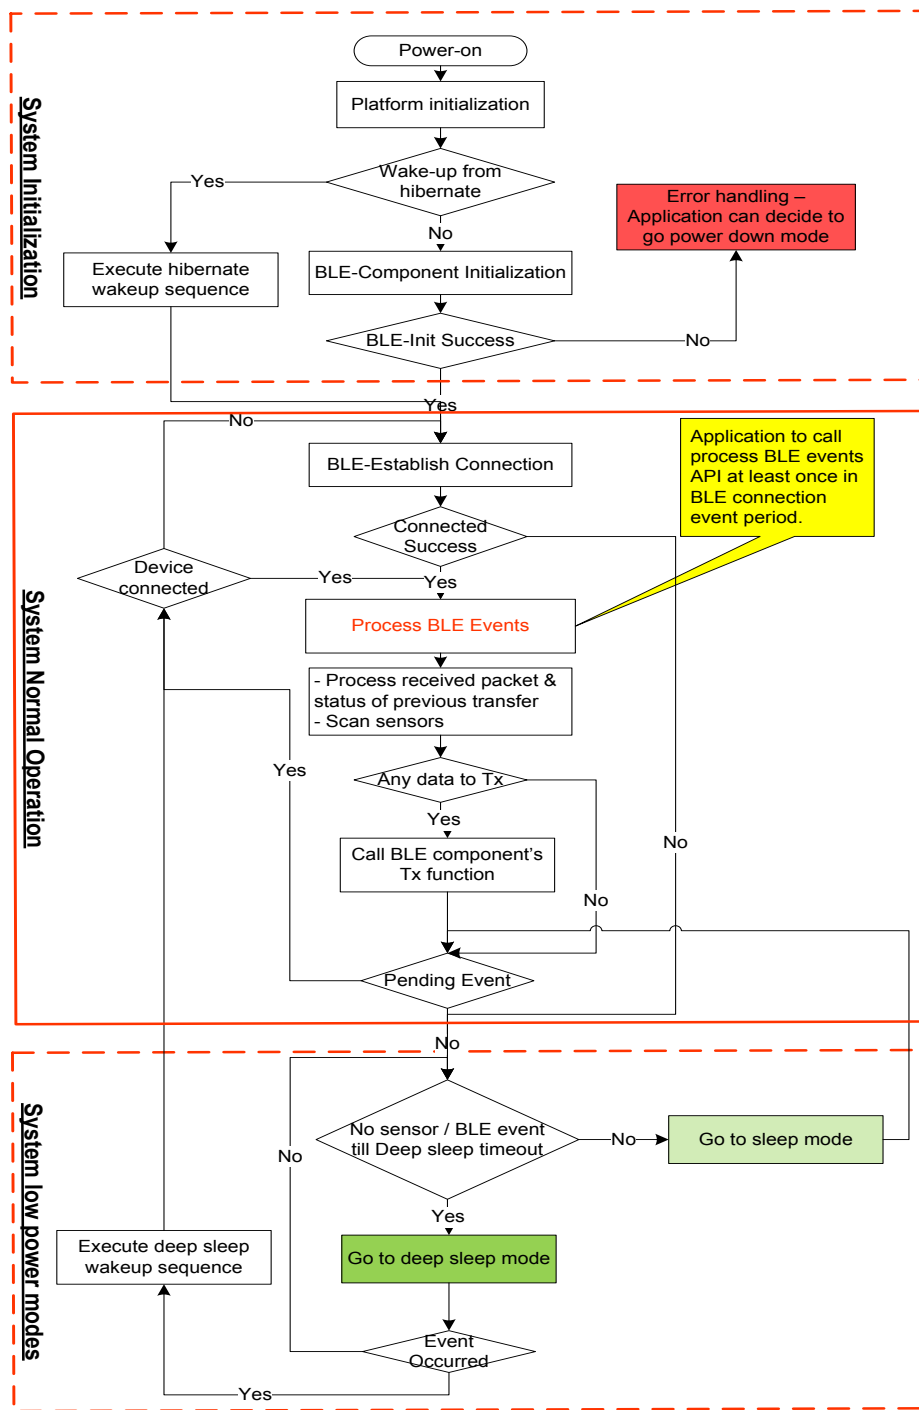 System Initialization
Power-on
Platform initialization
Wake-up from
hibernate
Yes
No
Error handling –
Application can decide to
go power down mode
Execute hibernate
wakeup sequence
BLE-Component Initialization
BLE-Init Success
No
Yes
System Normal Operation
No
BLE-Establish Connection
Application to call
process BLE events
API at least once in
BLE connection
event period.
Connected
Success
Device
connected
Yes
Yes
Process BLE Events
- Process received packet &
status of previous transfer
- Scan sensors
Yes
Any data to Tx
Yes
No
Call BLE component's
Tx function
No
Pending Event
No
System low power modes
No sensor / BLE event
till Deep sleep timeout
No
Go to sleep mode
No
Yes
Execute deep sleep
wakeup sequence
Go to deep sleep mode
Event
Occurred
Yes